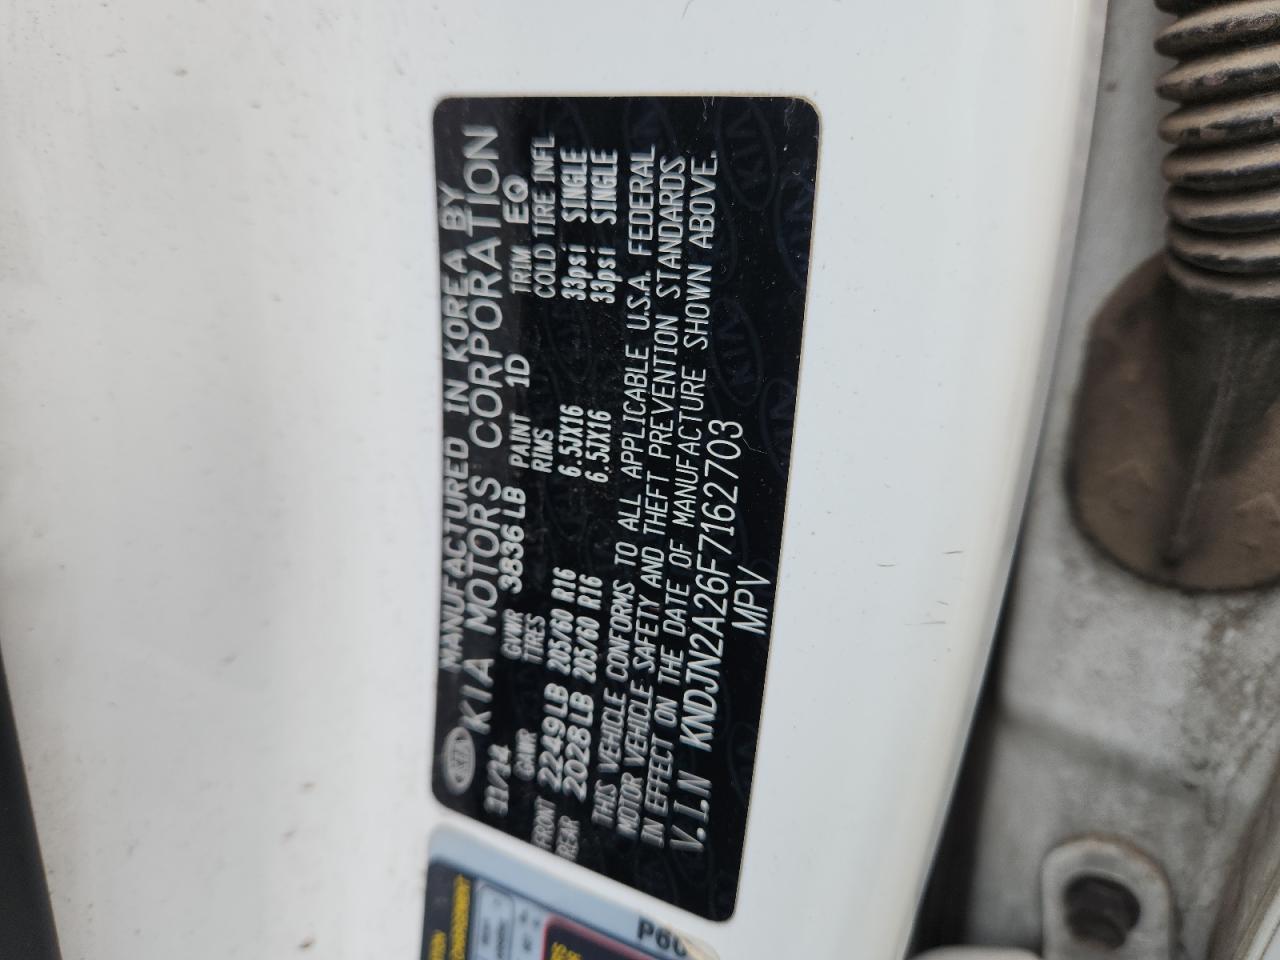 MANUFACTURED IN KOREA BY
KIA KIA MOTORS CORPORATION
11/14 GVWR 3836 LB PAINT 1D TRIM EQ
GAWR TIRES RIMS COLD TIRE INFL
FRONT 2249LB 205/60 R16 6.5JX16 33psi SINGLE
REAR 2028LB 205/60 R16 6.5JX16 33psi SINGLE
THIS VEHICLE CONFORMS TO ALL APPLICABLE U.S.A. FEDERAL
MOTOR VEHICLE SAFETY AND THEFT PREVENTION STANDARDS
IN EFFECT ON THE DATE OF MANUFACTURE SHOWN ABOVE.
V.I.N KNDJN2A26F7162703
MPV
P60